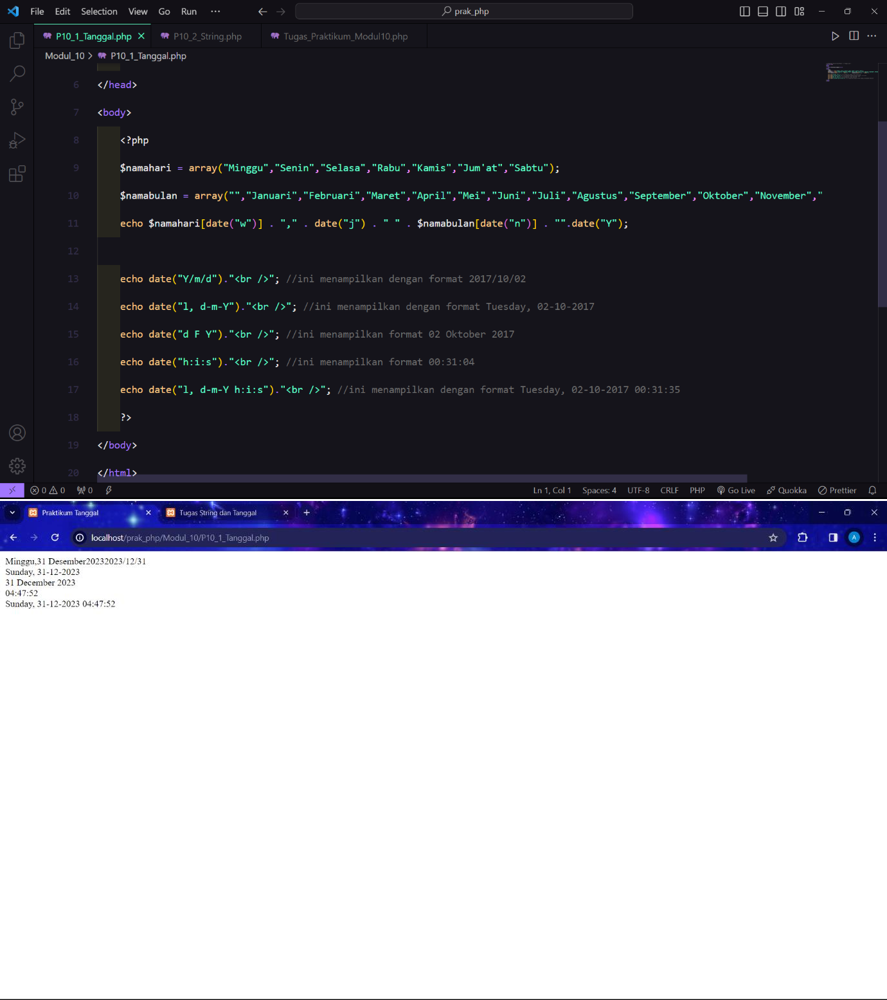 File Edit Selection View Go Run ··· prak_php
P10_1_Tanggal.php P10_2_String.php Tugas_Praktikum_Modul10.php
Modul_10 > P10_1_Tanggal.php
6 </head>
7 <body>
8 <?php
9 $namahari = array("Minggu","Senin","Selasa","Rabu","Kamis","Jum'at","Sabtu");
10 $namabulan = array("","Januari","Februari","Maret","April","Mei","Juni","Juli","Agustus","September","Oktober","November","
11 echo $namahari[date("w")] . "," . date("j") . " " . $namabulan[date("n")] . "".date("Y");
12
13 echo date("Y/m/d")."<br />"; //ini menampilkan dengan format 2017/10/02
14 echo date("l, d-m-Y")."<br />"; //ini menampilkan dengan format Tuesday, 02-10-2017
15 echo date("d F Y")."<br />"; //ini menampilkan format 02 Oktober 2017
16 echo date("h:i:s")."<br />"; //ini menampilkan format 00:31:04
17 echo date("l, d-m-Y h:i:s")."<br />"; //ini menampilkan dengan format Tuesday, 02-10-2017 00:31:35
18 ?>
19 </body>
20 </html>
0 0 0 Ln 1, Col 1 Spaces: 4 UTF-8 CRLF PHP Go Live Quokka Prettier
Praktikum Tanggal Tugas String dan Tanggal
localhost/prak_php/Modul_10/P10_1_Tanggal.php A
Minggu,31 Desember20232023/12/31
Sunday, 31-12-2023
31 December 2023
04:47:52
Sunday, 31-12-2023 04:47:52